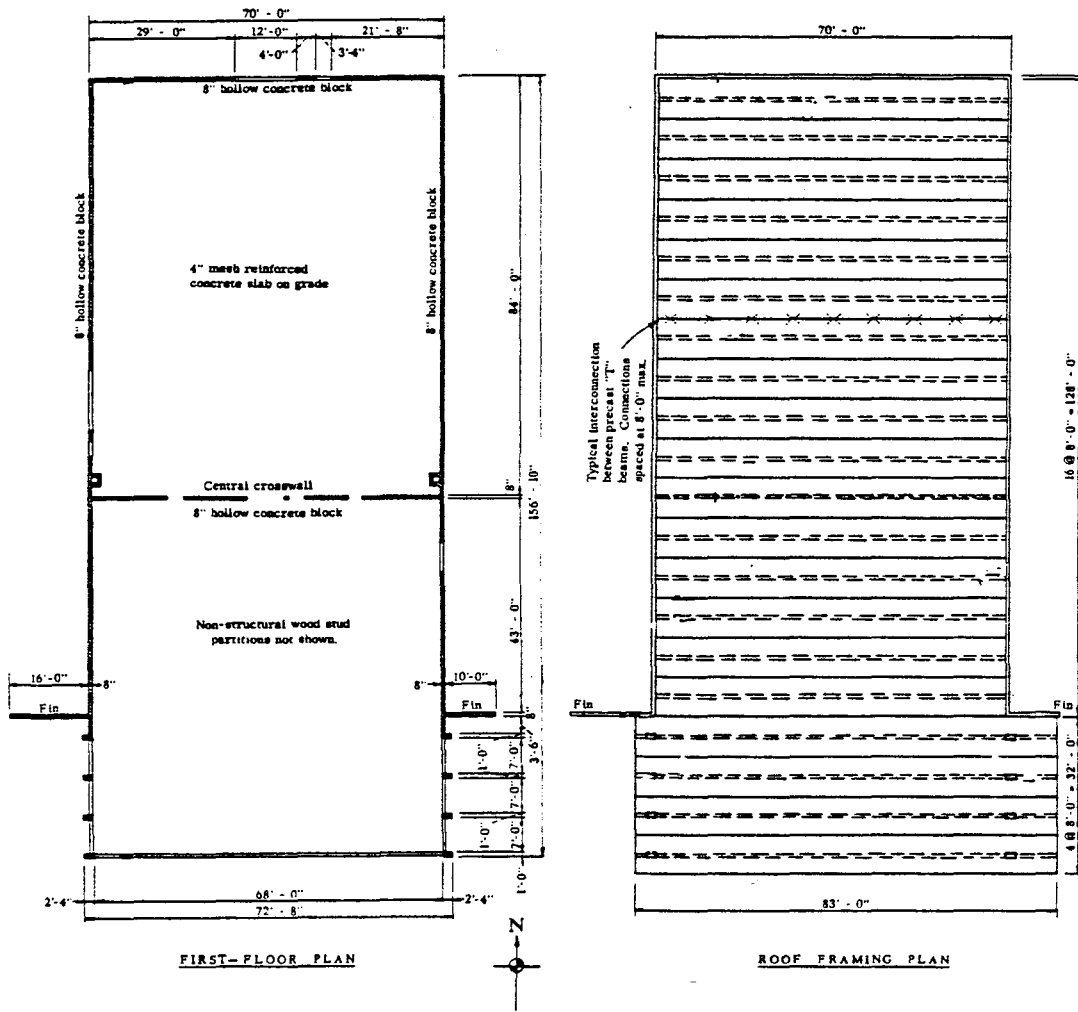 70' - 0"
29' - 0"
12'-0"
21' - 8"
4'-0"
3'-4"
8" hollow concrete block
8" hollow concrete block
8" hollow concrete block
4" mesh reinforced
concrete slab on grade
84' - 0"
Central crosswall
8" hollow concrete block
8"
156' - 10"
Non-structural wood stud
partitions not shown.
43' - 0"
16'-0"
8"
8"
10'-0"
Fin
Fin
8"
3'-6"
1'-0"
7'-0"
7'-0"
1'-0"
7'-0"
1'-0"
2'-4"
68' - 0"
2'-4"
72' - 8"
FIRST-FLOOR PLAN
N
70' - 0"
Typical interconnection
between precast "T"
beams. Connections
spaced at 8'-0" max.
16 @ 8'-0" = 128' - 0"
Fin
Fin
4 @ 8'-0" = 32' - 0"
83' - 0"
ROOF FRAMING PLAN